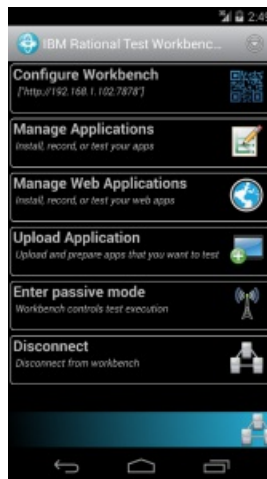 2:45
IBM Rational Test Workbenc...
Configure Workbench
["http://192.168.1.102:7878"]
Manage Applications
Install, record, or test your apps
Manage Web Applications
Install, record, or test your web apps
Upload Application
Upload and prepare apps that you want to test
Enter passive mode
Workbench controls test execution
Disconnect
Disconnect from workbench